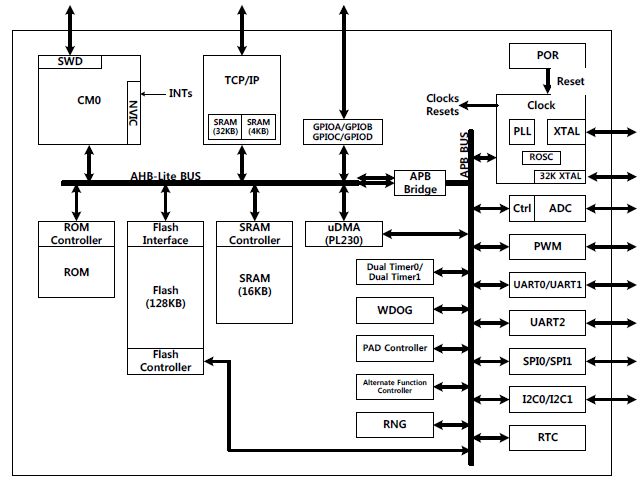 SWD
CM0
NVIC
INTs
TCP/IP
SRAM
(32KB)
SRAM
(4KB)
GPIOA/GPIOB
GPIOC/GPIOD
POR
Reset
Clocks
Resets
Clock
PLL
XTAL
ROSC
32K XTAL
AHB-Lite BUS
APB
Bridge
APB BUS
ROM
Controller
ROM
Flash
Interface
Flash
(128KB)
Flash
Controller
SRAM
Controller
SRAM
(16KB)
uDMA
(PL230)
Dual Timer0/
Dual Timer1
WDOG
PAD Controller
Alternate Function
Controller
RNG
Ctrl
ADC
PWM
UART0/UART1
UART2
SPI0/SPI1
I2C0/I2C1
RTC